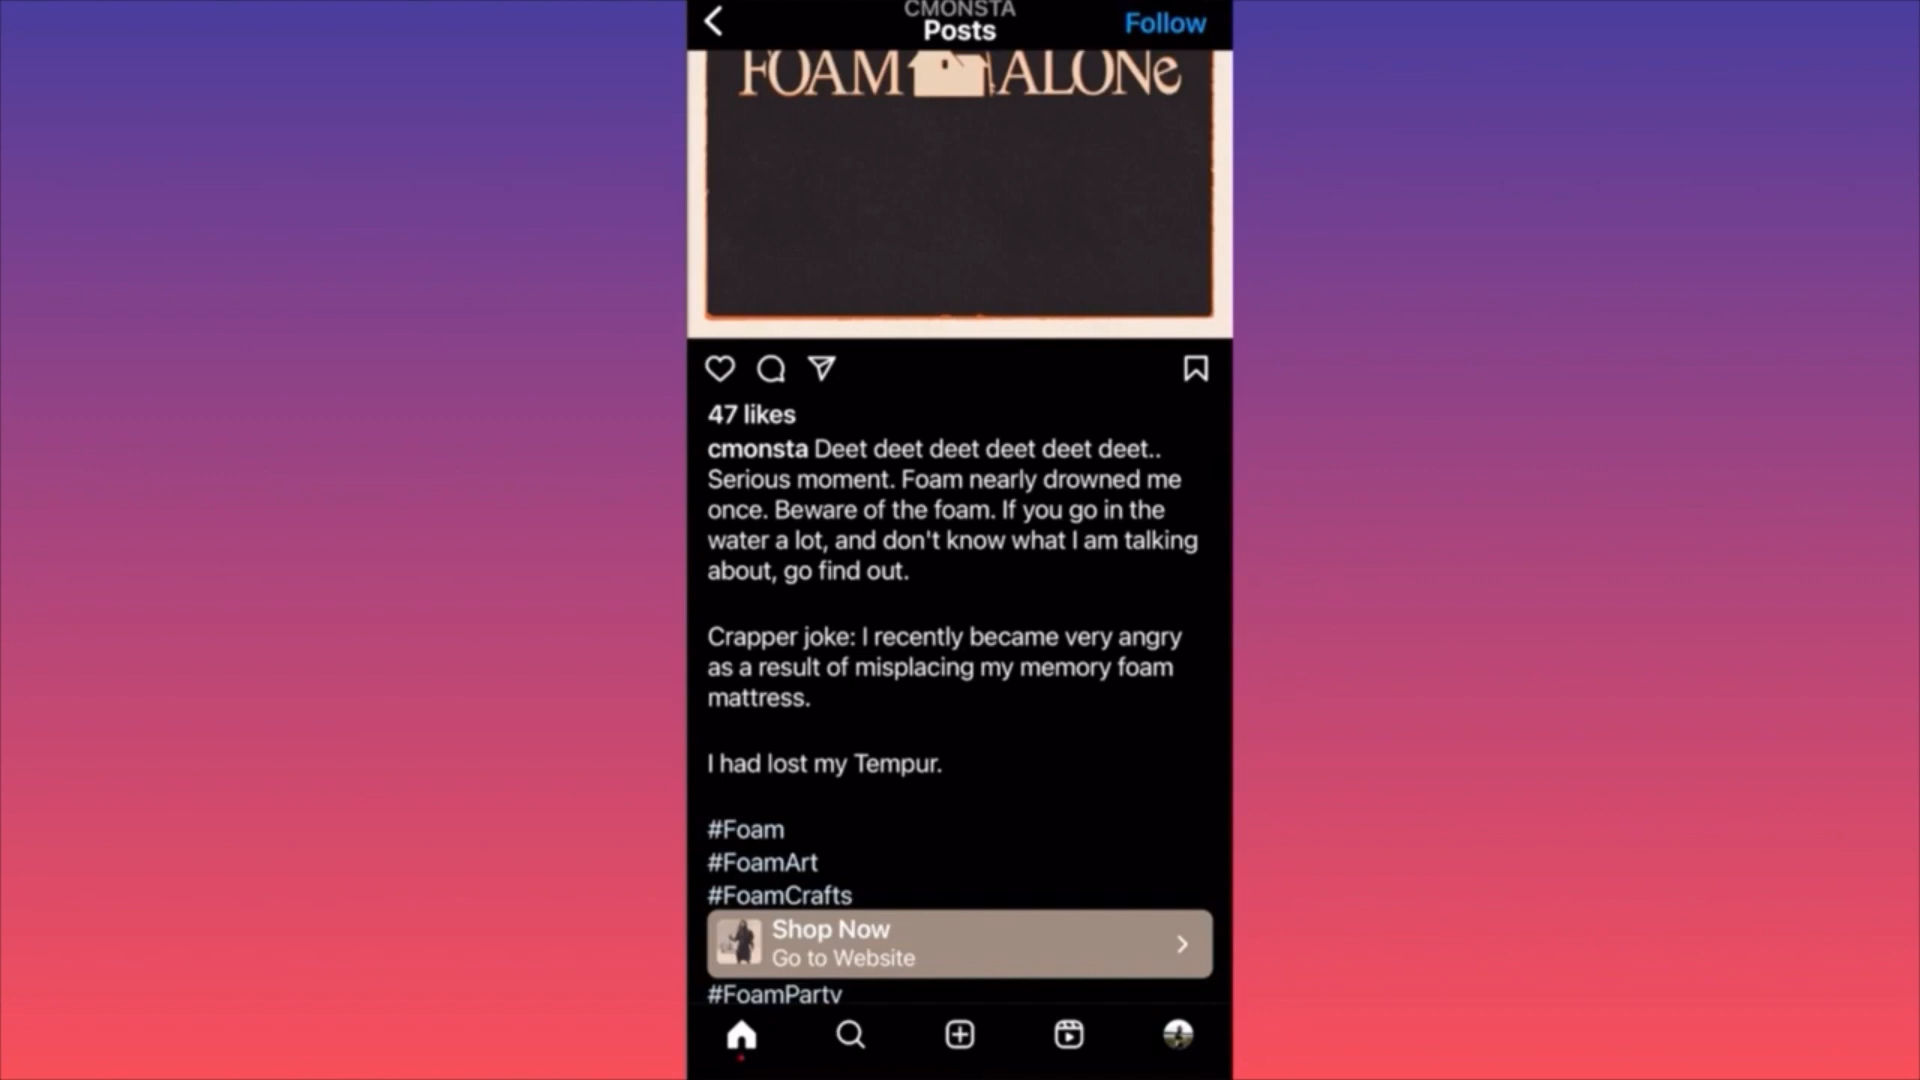 CMONSTA
Posts
Follow
FOAM ALONe
47 likes
cmonsta Deet deet deet deet deet deet..
Serious moment. Foam nearly drowned me
once. Beware of the foam. If you go in the
water a lot, and don't know what I am talking
about, go find out.
Crapper joke: I recently became very angry
as a result of misplacing my memory foam
mattress.
I had lost my Tempur.
#Foam
#FoamArt
#FoamCrafts
Shop Now
Go to Website
#FoamParty